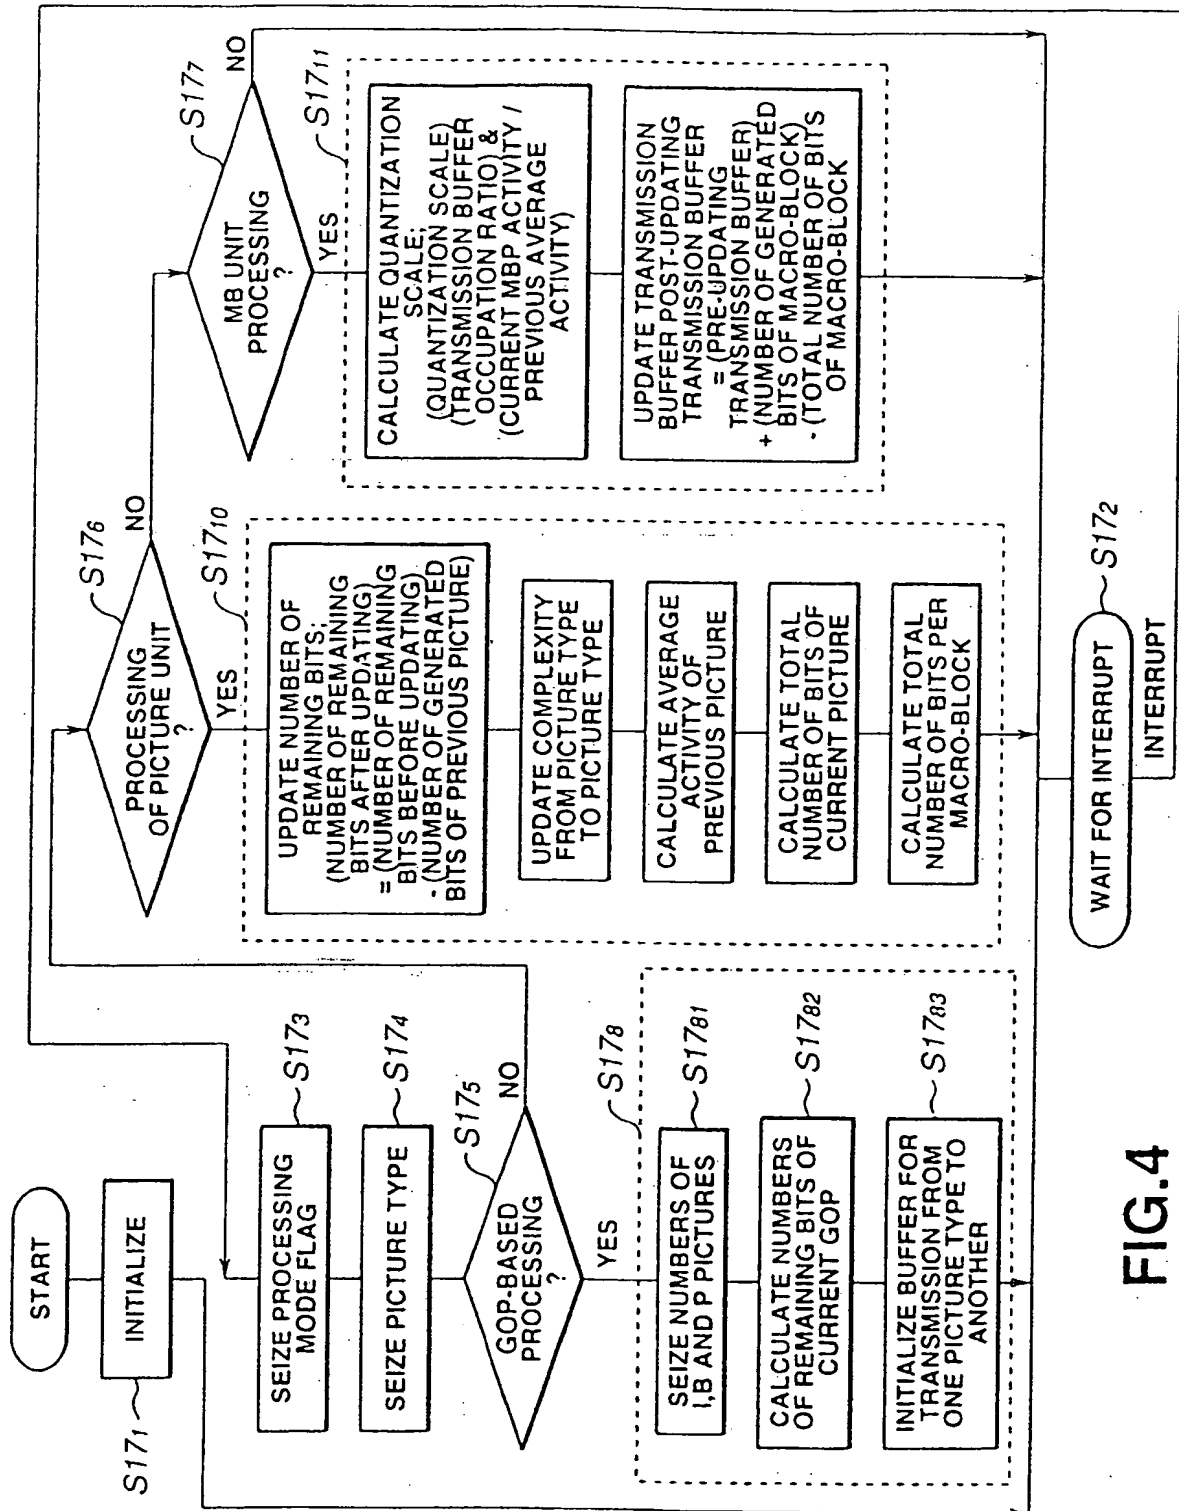 START
INITIALIZE
S171
SEIZE PROCESSING
MODE FLAG
S173
SEIZE PICTURE TYPE
S174
GOP-BASED
PROCESSING
?
S175
NO
YES
S178
SEIZE NUMBERS OF
I,B AND P PICTURES
S1781
CALCULATE NUMBERS
OF REMAINING BITS OF
CURRENT GOP
S1782
INITIALIZE BUFFER FOR
TRANSMISSION FROM
ONE PICTURE TYPE TO
ANOTHER
S1783
PROCESSING
OF PICTURE UNIT
?
S176
NO
YES
S1710
UPDATE NUMBER OF
REMAINING BITS;
(NUMBER OF REMAINING
BITS AFTER UPDATING)
= (NUMBER OF REMAINING
BITS BEFORE UPDATING)
- (NUMBER OF GENERATED
BITS OF PREVIOUS PICTURE)
UPDATE COMPLEXITY
FROM PICTURE TYPE
TO PICTURE TYPE
CALCULATE AVERAGE
ACTIVITY OF
PREVIOUS PICTURE
CALCULATE TOTAL
NUMBER OF BITS OF
CURRENT PICTURE
CALCULATE TOTAL
NUMBER OF BITS PER
MACRO-BLOCK
MB UNIT
PROCESSING
?
S177
NO
YES
S1711
CALCULATE QUANTIZATION
SCALE;
(QUANTIZATION SCALE)
(TRANSMISSION BUFFER
OCCUPATION RATIO) &
(CURRENT MBP ACTIVITY /
PREVIOUS AVERAGE
ACTIVITY)
UPDATE TRANSMISSION
BUFFER POST-UPDATING
TRANSMISSION BUFFER
= (PRE-UPDATING
TRANSMISSION BUFFER)
+ (NUMBER OF GENERATED
BITS OF MACRO-BLOCK)
- (TOTAL NUMBER OF BITS
OF MACRO-BLOCK
WAIT FOR INTERRUPT
S172
INTERRUPT
FIG.4